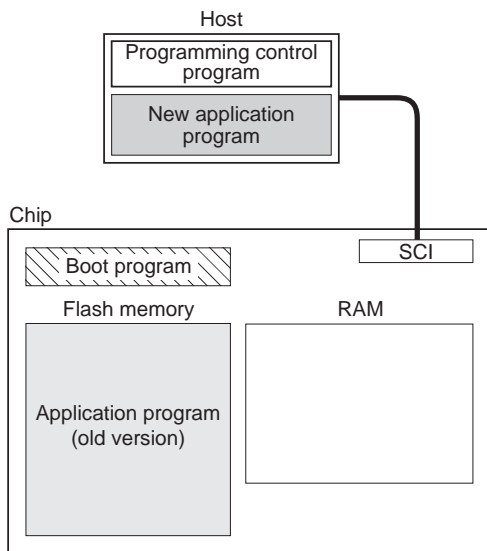 Host
Programming control
program
New application
program
Chip
SCI
Boot program
Flash memory
RAM
Application program
(old version)